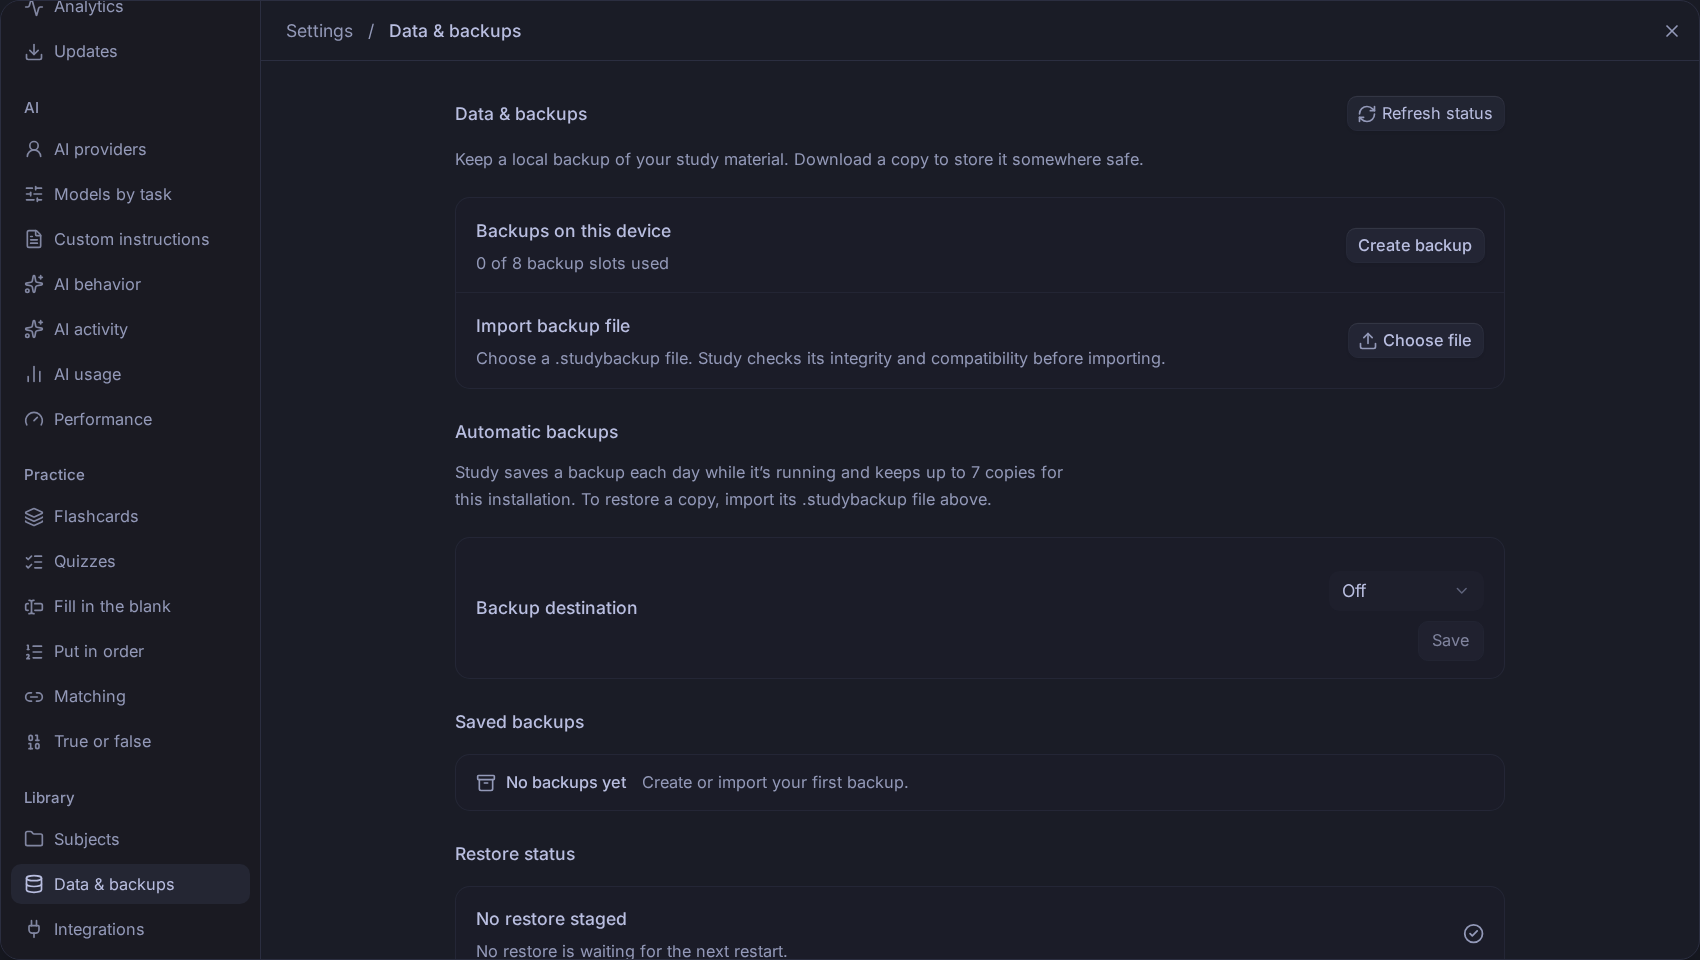 Analytics
Updates
AI
AI providers
Models by task
Custom instructions
AI behavior
AI activity
AI usage
Performance
Practice
Flashcards
Quizzes
Fill in the blank
Put in order
Matching
True or false
Library
Subjects
Data & backups
Integrations
Settings / Data & backups
Data & backups
Refresh status
Keep a local backup of your study material. Download a copy to store it somewhere safe.
Backups on this device
0 of 8 backup slots used
Create backup
Import backup file
Choose a .studybackup file. Study checks its integrity and compatibility before importing.
Choose file
Automatic backups
Study saves a backup each day while it’s running and keeps up to 7 copies for
this installation. To restore a copy, import its .studybackup file above.
Backup destination
Off
Save
Saved backups
No backups yet Create or import your first backup.
Restore status
No restore staged
No restore is waiting for the next restart.